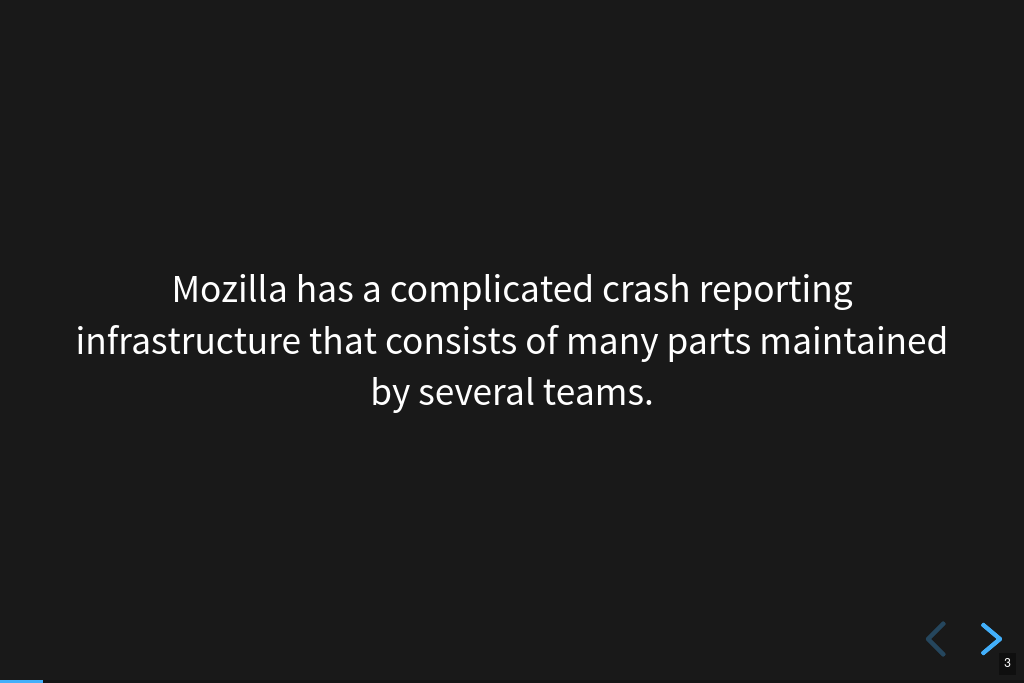 Mozilla has a complicated crash reporting
infrastructure that consists of many parts maintained
by several teams.
3